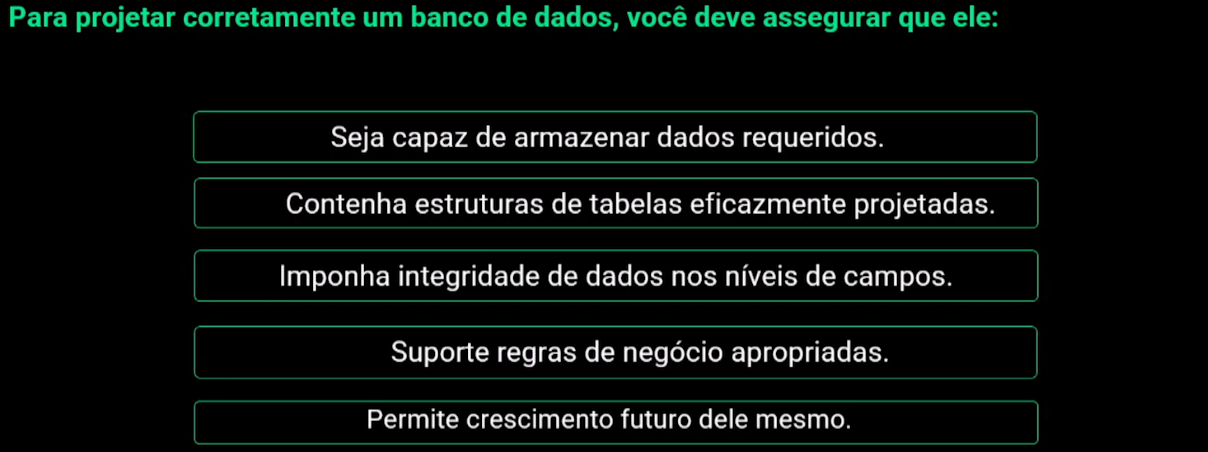 Para projetar corretamente um banco de dados, você deve assegurar que ele:
Seja capaz de armazenar dados requeridos.
Contenha estruturas de tabelas eficazmente projetadas.
Imponha integridade de dados nos níveis de campos.
Suporte regras de negócio apropriadas.
Permite crescimento futuro dele mesmo.